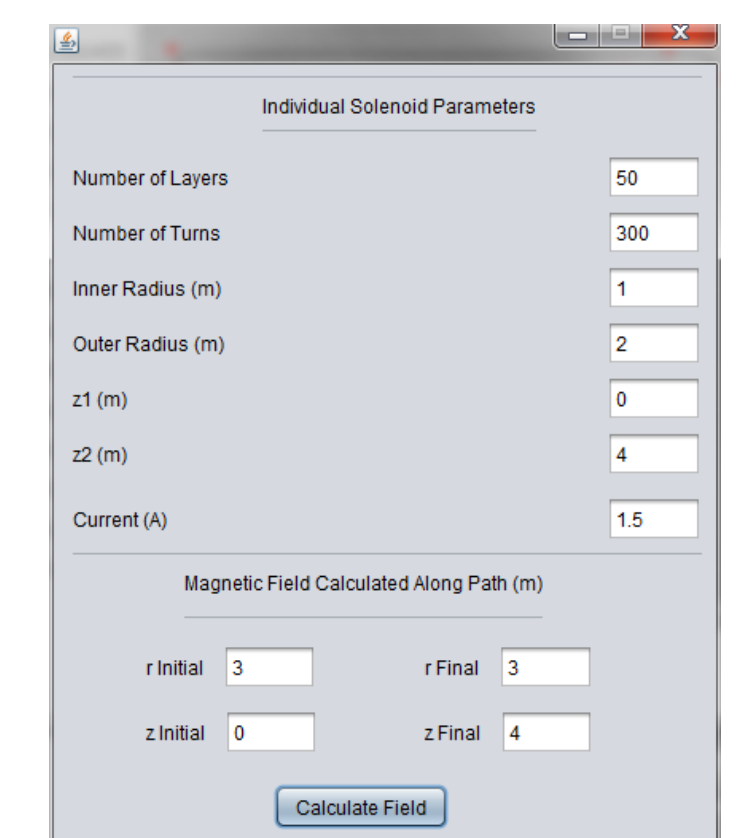 Individual Solenoid Parameters
Number of Layers 50
Number of Turns 300
Inner Radius (m) 1
Outer Radius (m) 2
z1 (m) 0
z2 (m) 4
Current (A) 1.5
Magnetic Field Calculated Along Path (m)
r Initial 3 r Final 3
z Initial 0 z Final 4
Calculate Field